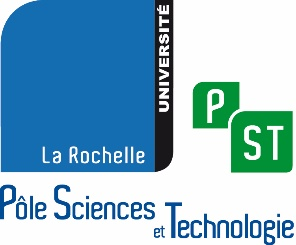 UNIVERSITÉ
La Rochelle
P
ST
Pôle Sciences
et Technologie